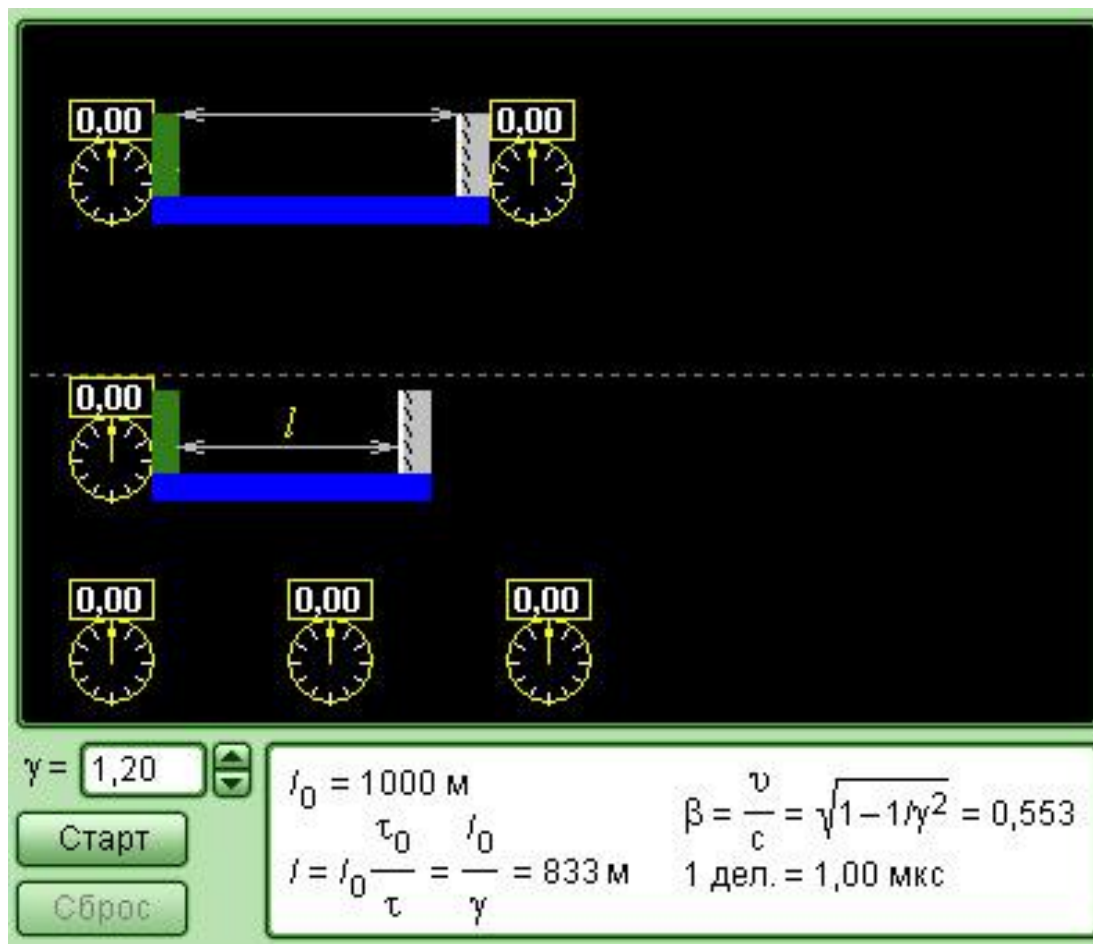 0,00 0,00
0,00
l
0,00 0,00 0,00
γ = 1,20
Старт
Сброс
l₀ = 1000 м
l = l₀ τ₀/τ = l₀/γ = 833 м
β = υ/c = √(1−1/γ²) = 0,553
1 дел. = 1,00 мкс